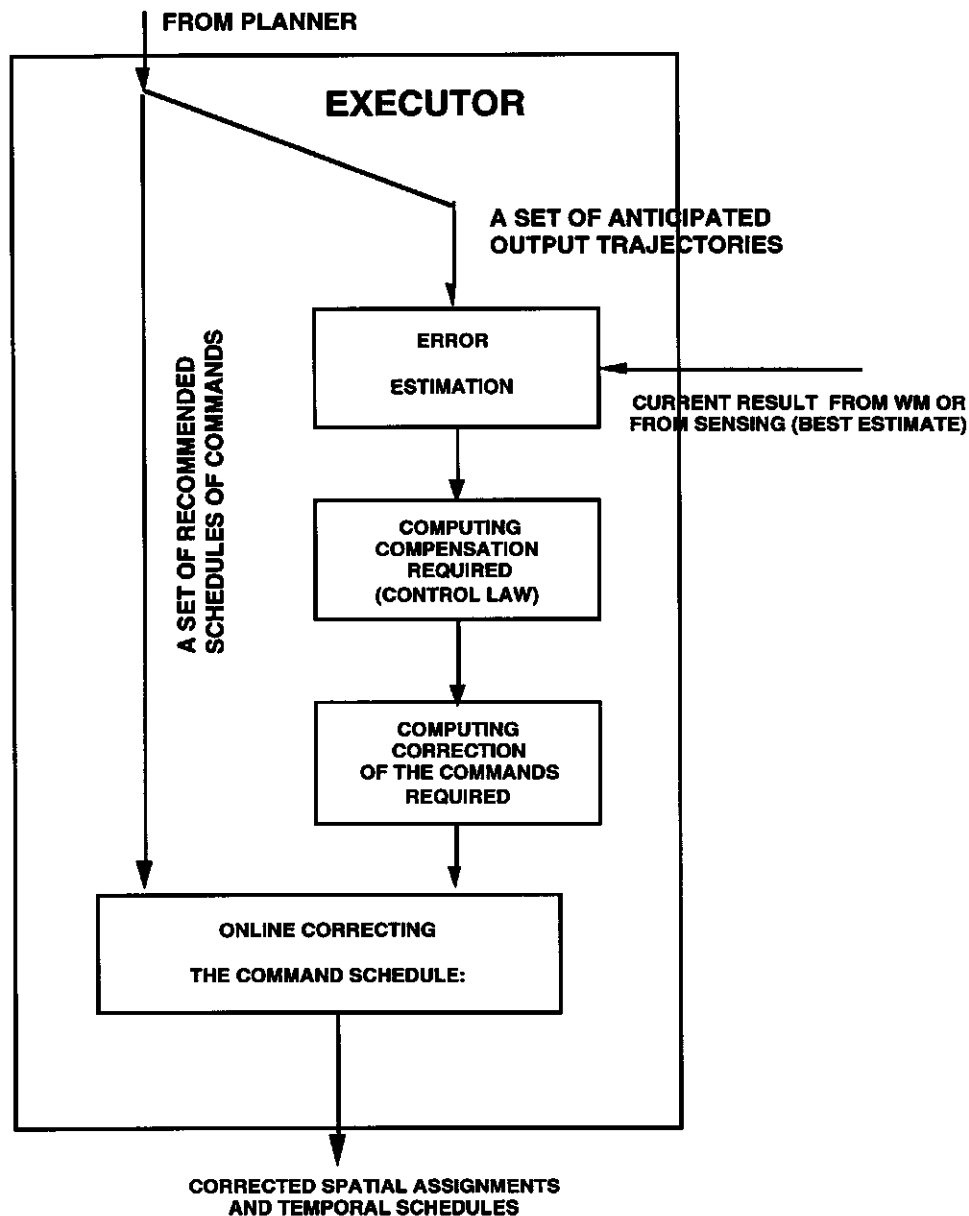 FROM PLANNER
EXECUTOR
A SET OF ANTICIPATED
OUTPUT TRAJECTORIES
ERROR
ESTIMATION
CURRENT RESULT FROM WM OR
FROM SENSING (BEST ESTIMATE)
A SET OF RECOMMENDED
SCHEDULES OF COMMANDS
COMPUTING
COMPENSATION
REQUIRED
(CONTROL LAW)
COMPUTING
CORRECTION
OF THE COMMANDS
REQUIRED
ONLINE CORRECTING
THE COMMAND SCHEDULE:
CORRECTED SPATIAL ASSIGNMENTS
AND TEMPORAL SCHEDULES